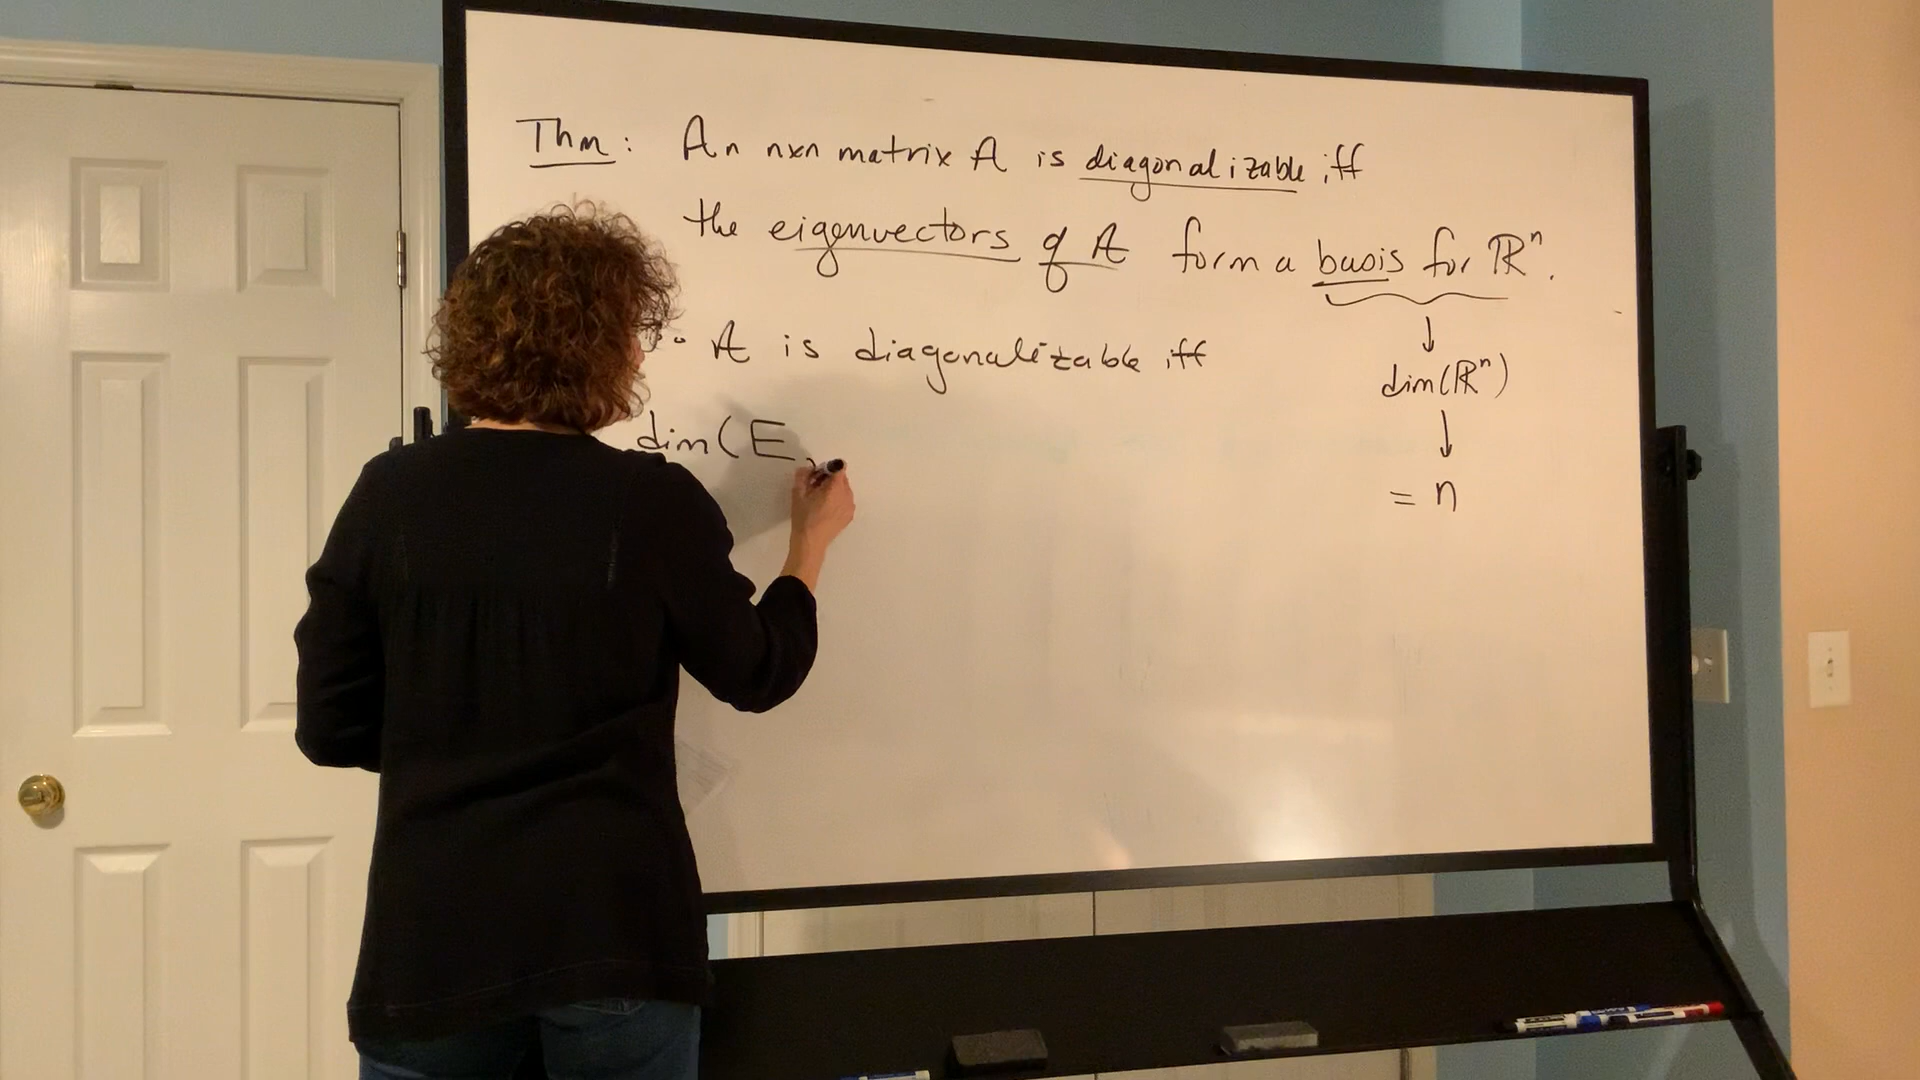 Thm: An nxn matrix A is diagonalizable iff
the eigenvectors of A form a basis for ℝⁿ.
A is diagonalizable iff
dim(E
↓
dim(ℝⁿ)
↓
= n